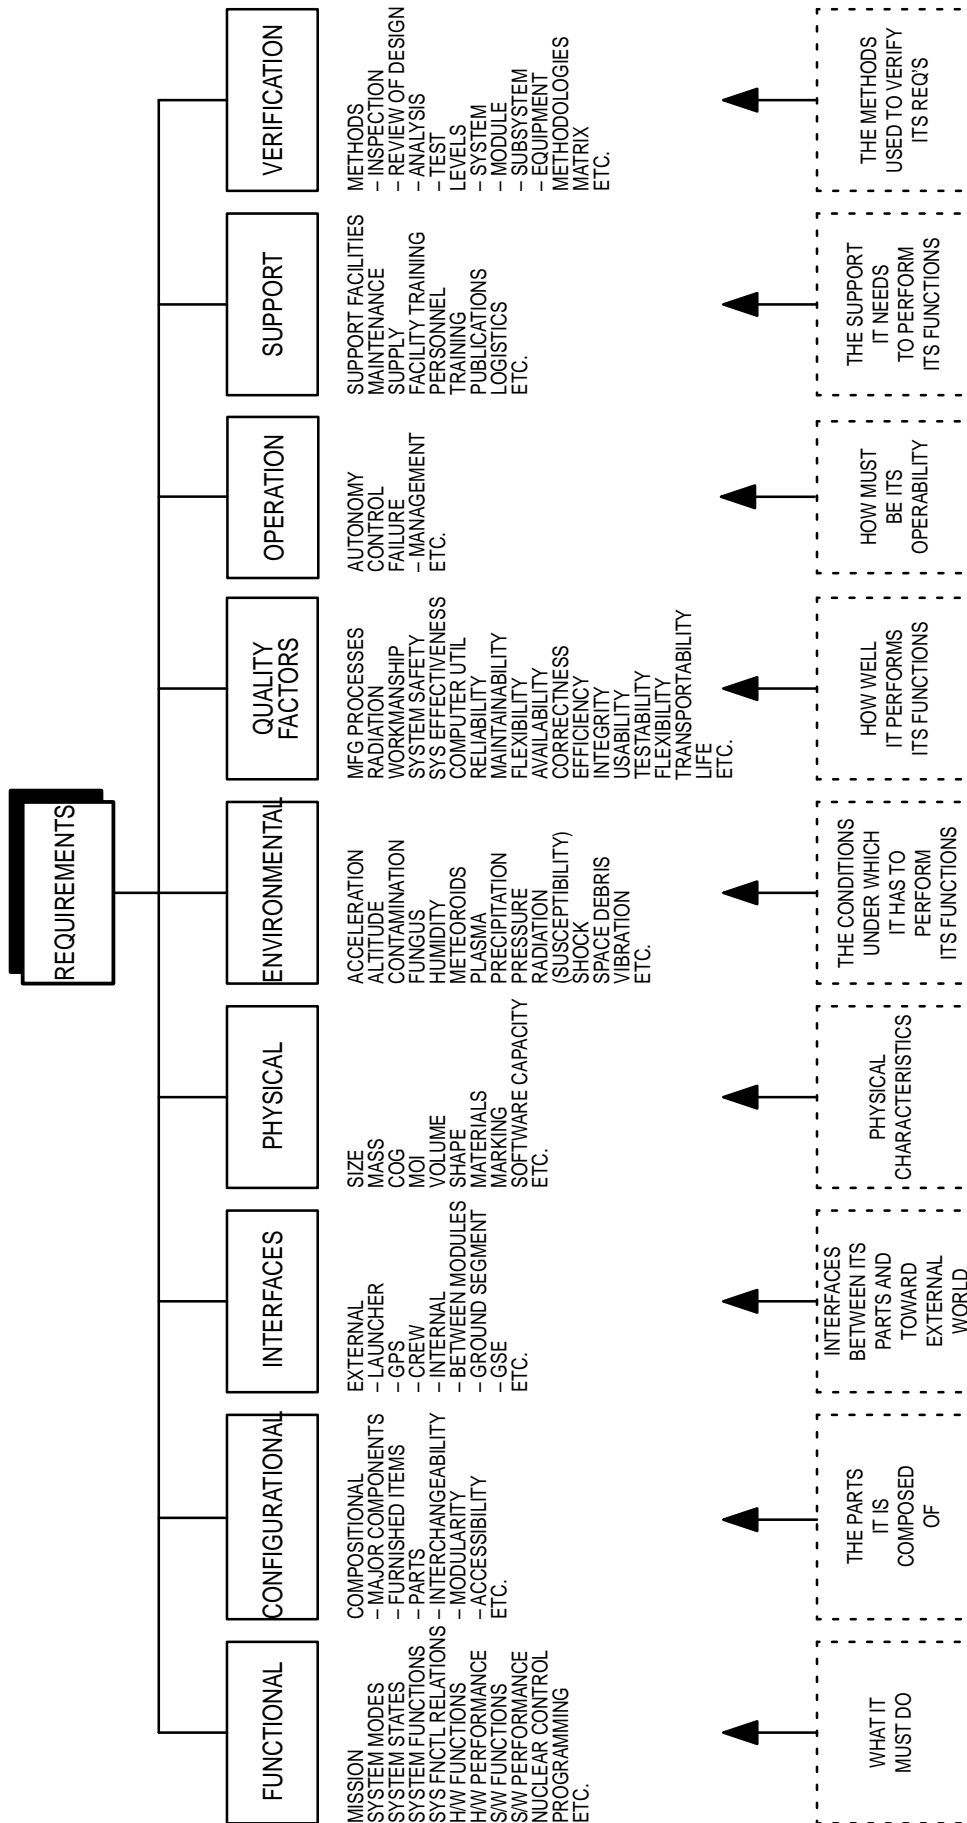 REQUIREMENTS
FUNCTIONAL
MISSION
SYSTEM MODES
SYSTEM STATES
SYSTEM FUNCTIONS
SYS FNCTL RELATIONS
H/W FUNCTIONS
H/W PERFORMANCE
S/W FUNCTIONS
S/W PERFORMANCE
NUCLEAR CONTROL
PROGRAMMING
ETC.
WHAT IT
MUST DO
CONFIGURATIONAL
COMPOSITIONAL
– MAJOR COMPONENTS
– FURNISHED ITEMS
– PARTS
– INTERCHANGEABILITY
– MODULARITY
– ACCESSIBILITY
ETC.
THE PARTS
IT IS
COMPOSED
OF
INTERFACES
EXTERNAL
– LAUNCHER
– GPS
– CREW
– INTERNAL
– BETWEEN MODULES
– GROUND SEGMENT
– GSE
ETC.
INTERFACES
BETWEEN ITS
PARTS AND
TOWARD
EXTERNAL
WORLD
PHYSICAL
SIZE
MASS
COG
MOI
VOLUME
SHAPE
MATERIALS
MARKING
SOFTWARE CAPACITY
ETC.
PHYSICAL
CHARACTERISTICS
ENVIRONMENTAL
ACCELERATION
ALTITUDE
CONTAMINATION
FUNGUS
HUMIDITY
METEOROIDS
PLASMA
PRECIPITATION
PRESSURE
RADIATION
(SUSCEPTIBILITY)
SHOCK
SPACE DEBRIS
VIBRATION
ETC.
THE CONDITIONS
UNDER WHICH
IT HAS TO
PERFORM
ITS FUNCTIONS
QUALITY
FACTORS
MFG PROCESSES
RADIATION
WORKMANSHIP
SYSTEM SAFETY
SYS EFFECTIVENESS
COMPUTER UTIL
RELIABILITY
MAINTAINABILITY
FLEXIBILITY
AVAILABILITY
CORRECTNESS
EFFICIENCY
INTEGRITY
USABILITY
TESTABILITY
FLEXIBILITY
TRANSPORTABILITY
LIFE
ETC.
HOW WELL
IT PERFORMS
ITS FUNCTIONS
OPERATION
AUTONOMY
CONTROL
FAILURE
– MANAGEMENT
ETC.
HOW MUST
BE ITS
OPERABILITY
SUPPORT
SUPPORT FACILITIES
MAINTENANCE
SUPPLY
FACILITY TRAINING
PERSONNEL
TRAINING
PUBLICATIONS
LOGISTICS
ETC.
THE SUPPORT
IT NEEDS
TO PERFORM
ITS FUNCTIONS
VERIFICATION
METHODS
– INSPECTION
– REVIEW OF DESIGN
– ANALYSIS
– TEST
LEVELS
– SYSTEM
– MODULE
– SUBSYSTEM
– EQUIPMENT
METHODOLOGIES
MATRIX
ETC.
THE METHODS
USED TO VERIFY
ITS REQ'S